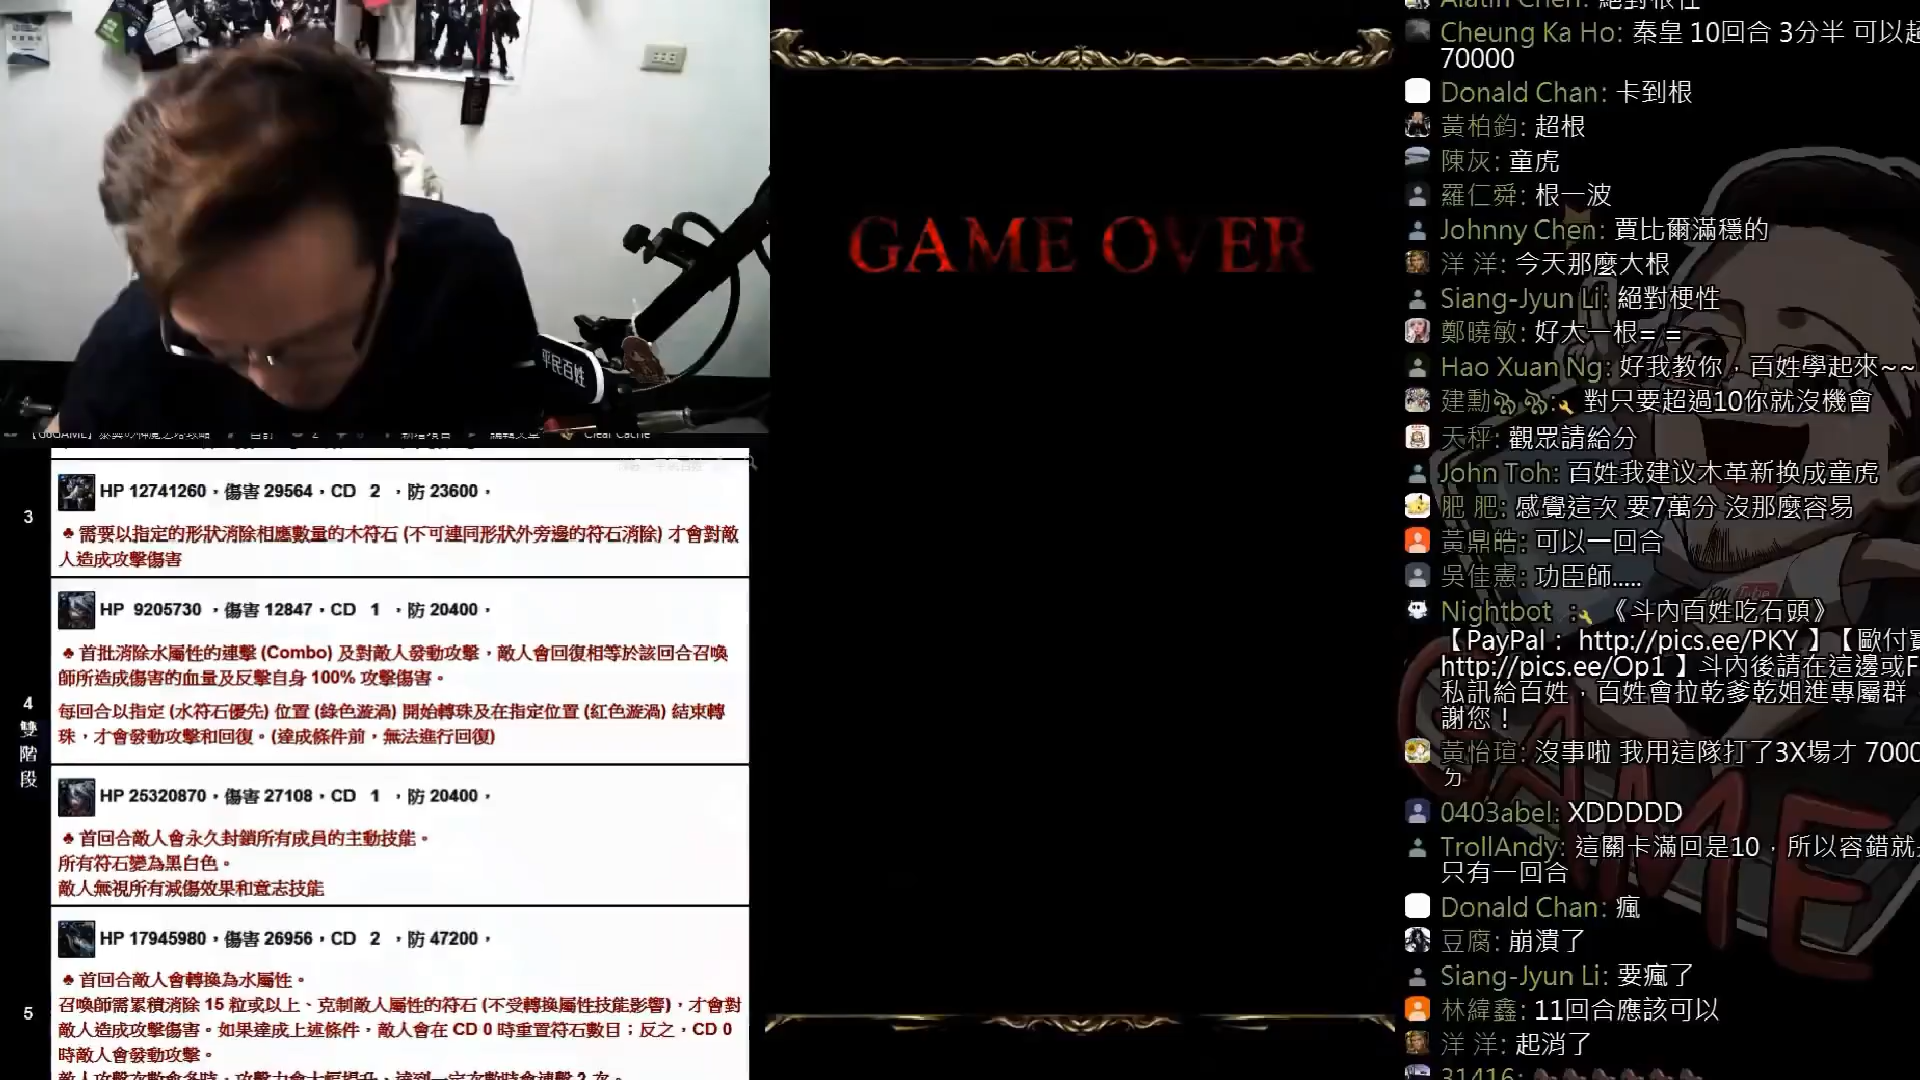 平民百姓
Clear Cache
3
HP 12741260，傷害 29564，CD 2 ，防 23600，
♣ 需要以指定的形狀消除相應數量的木符石 (不可連同形狀外旁邊的符石消除) 才會對敵
人造成攻擊傷害
4
雙
階
段
HP 9205730 ，傷害 12847，CD 1 ，防 20400，
♣ 首批消除水屬性的連擊 (Combo) 及對敵人發動攻擊，敵人會回復相等於該回合召喚
師所造成傷害的血量及反擊自身 100% 攻擊傷害。
每回合以指定 (水符石優先) 位置 (綠色漩渦) 開始轉珠及在指定位置 (紅色漩渦) 結束轉
珠，才會發動攻擊和回復。(達成條件前，無法進行回復)
HP 25320870，傷害 27108，CD 1 ，防 20400，
♣ 首回合敵人會永久封鎖所有成員的主動技能。
所有符石變為黑白色。
敵人無視所有減傷效果和意志技能
5
HP 17945980，傷害 26956，CD 2 ，防 47200，
♣ 首回合敵人會轉換為水屬性。
召喚師需累積消除 15 粒或以上、克制敵人屬性的符石 (不受轉換屬性技能影響)，才會對
敵人造成攻擊傷害。如果達成上述條件，敵人會在 CD 0 時重置符石數目；反之，CD 0
時敵人會發動攻擊。
GAME OVER
Alatin Chen: 絕對根性
Cheung Ka Ho: 秦皇 10回合 3分半 可以超
70000
Donald Chan: 卡到根
黃柏鈞: 超根
陳灰: 童虎
羅仁舜: 根一波
Johnny Chen: 賈比爾滿穩的
洋 洋: 今天那麼大根
Siang-Jyun Li: 絕對梗性
鄭曉敏: 好大一根= =
Hao Xuan Ng: 好我教你，百姓學起來~~
建勳: 對只要超過10你就沒機會
天秤: 觀眾請給分
John Toh: 百姓我建议木革新换成童虎
肥 肥: 感覺這次 要7萬分 沒那麼容易
黃鼎皓: 可以一回合
吳佳憲: 功臣師.....
Nightbot : 《斗內百姓吃石頭》
【PayPal： http://pics.ee/PKY 】【歐付寶
http://pics.ee/Op1 】斗內後請在這邊或F
私訊給百姓，百姓會拉乾爹乾姐進專屬群
謝您！
黃怡瑄: 沒事啦 我用這隊打了3X場才 7000
ㄉ
0403abel: XDDDDD
TrollAndy: 這關卡滿回是10，所以容錯就是
只有一回合
Donald Chan: 瘋
豆腐: 崩潰了
Siang-Jyun Li: 要瘋了
林緯鑫: 11回合應該可以
洋 洋: 起消了
31416:
GAME